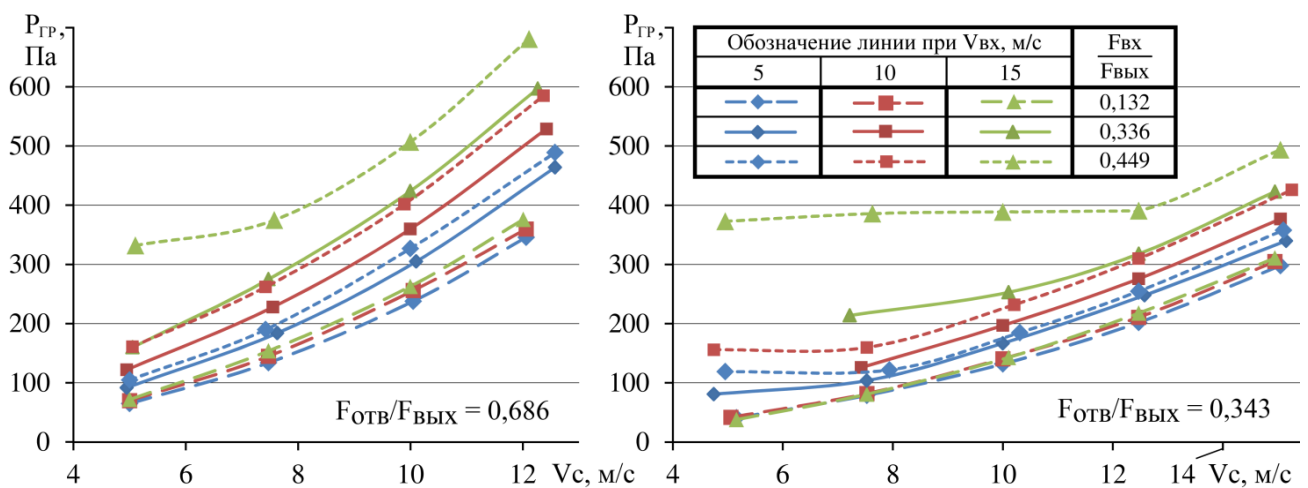 PГР,
Па
600
500
400
300
200
100
0
4 6 8 10 12 Vc, м/с
FОТВ/FВЫХ = 0,686
PГР,
Па
600
500
400
300
200
100
0
4 6 8 10 12 14 Vc, м/с
FОТВ/FВЫХ = 0,343
Обозначение линии при Vвх, м/с
Fвх
Fвых
5 10 15
0,132
0,336
0,449